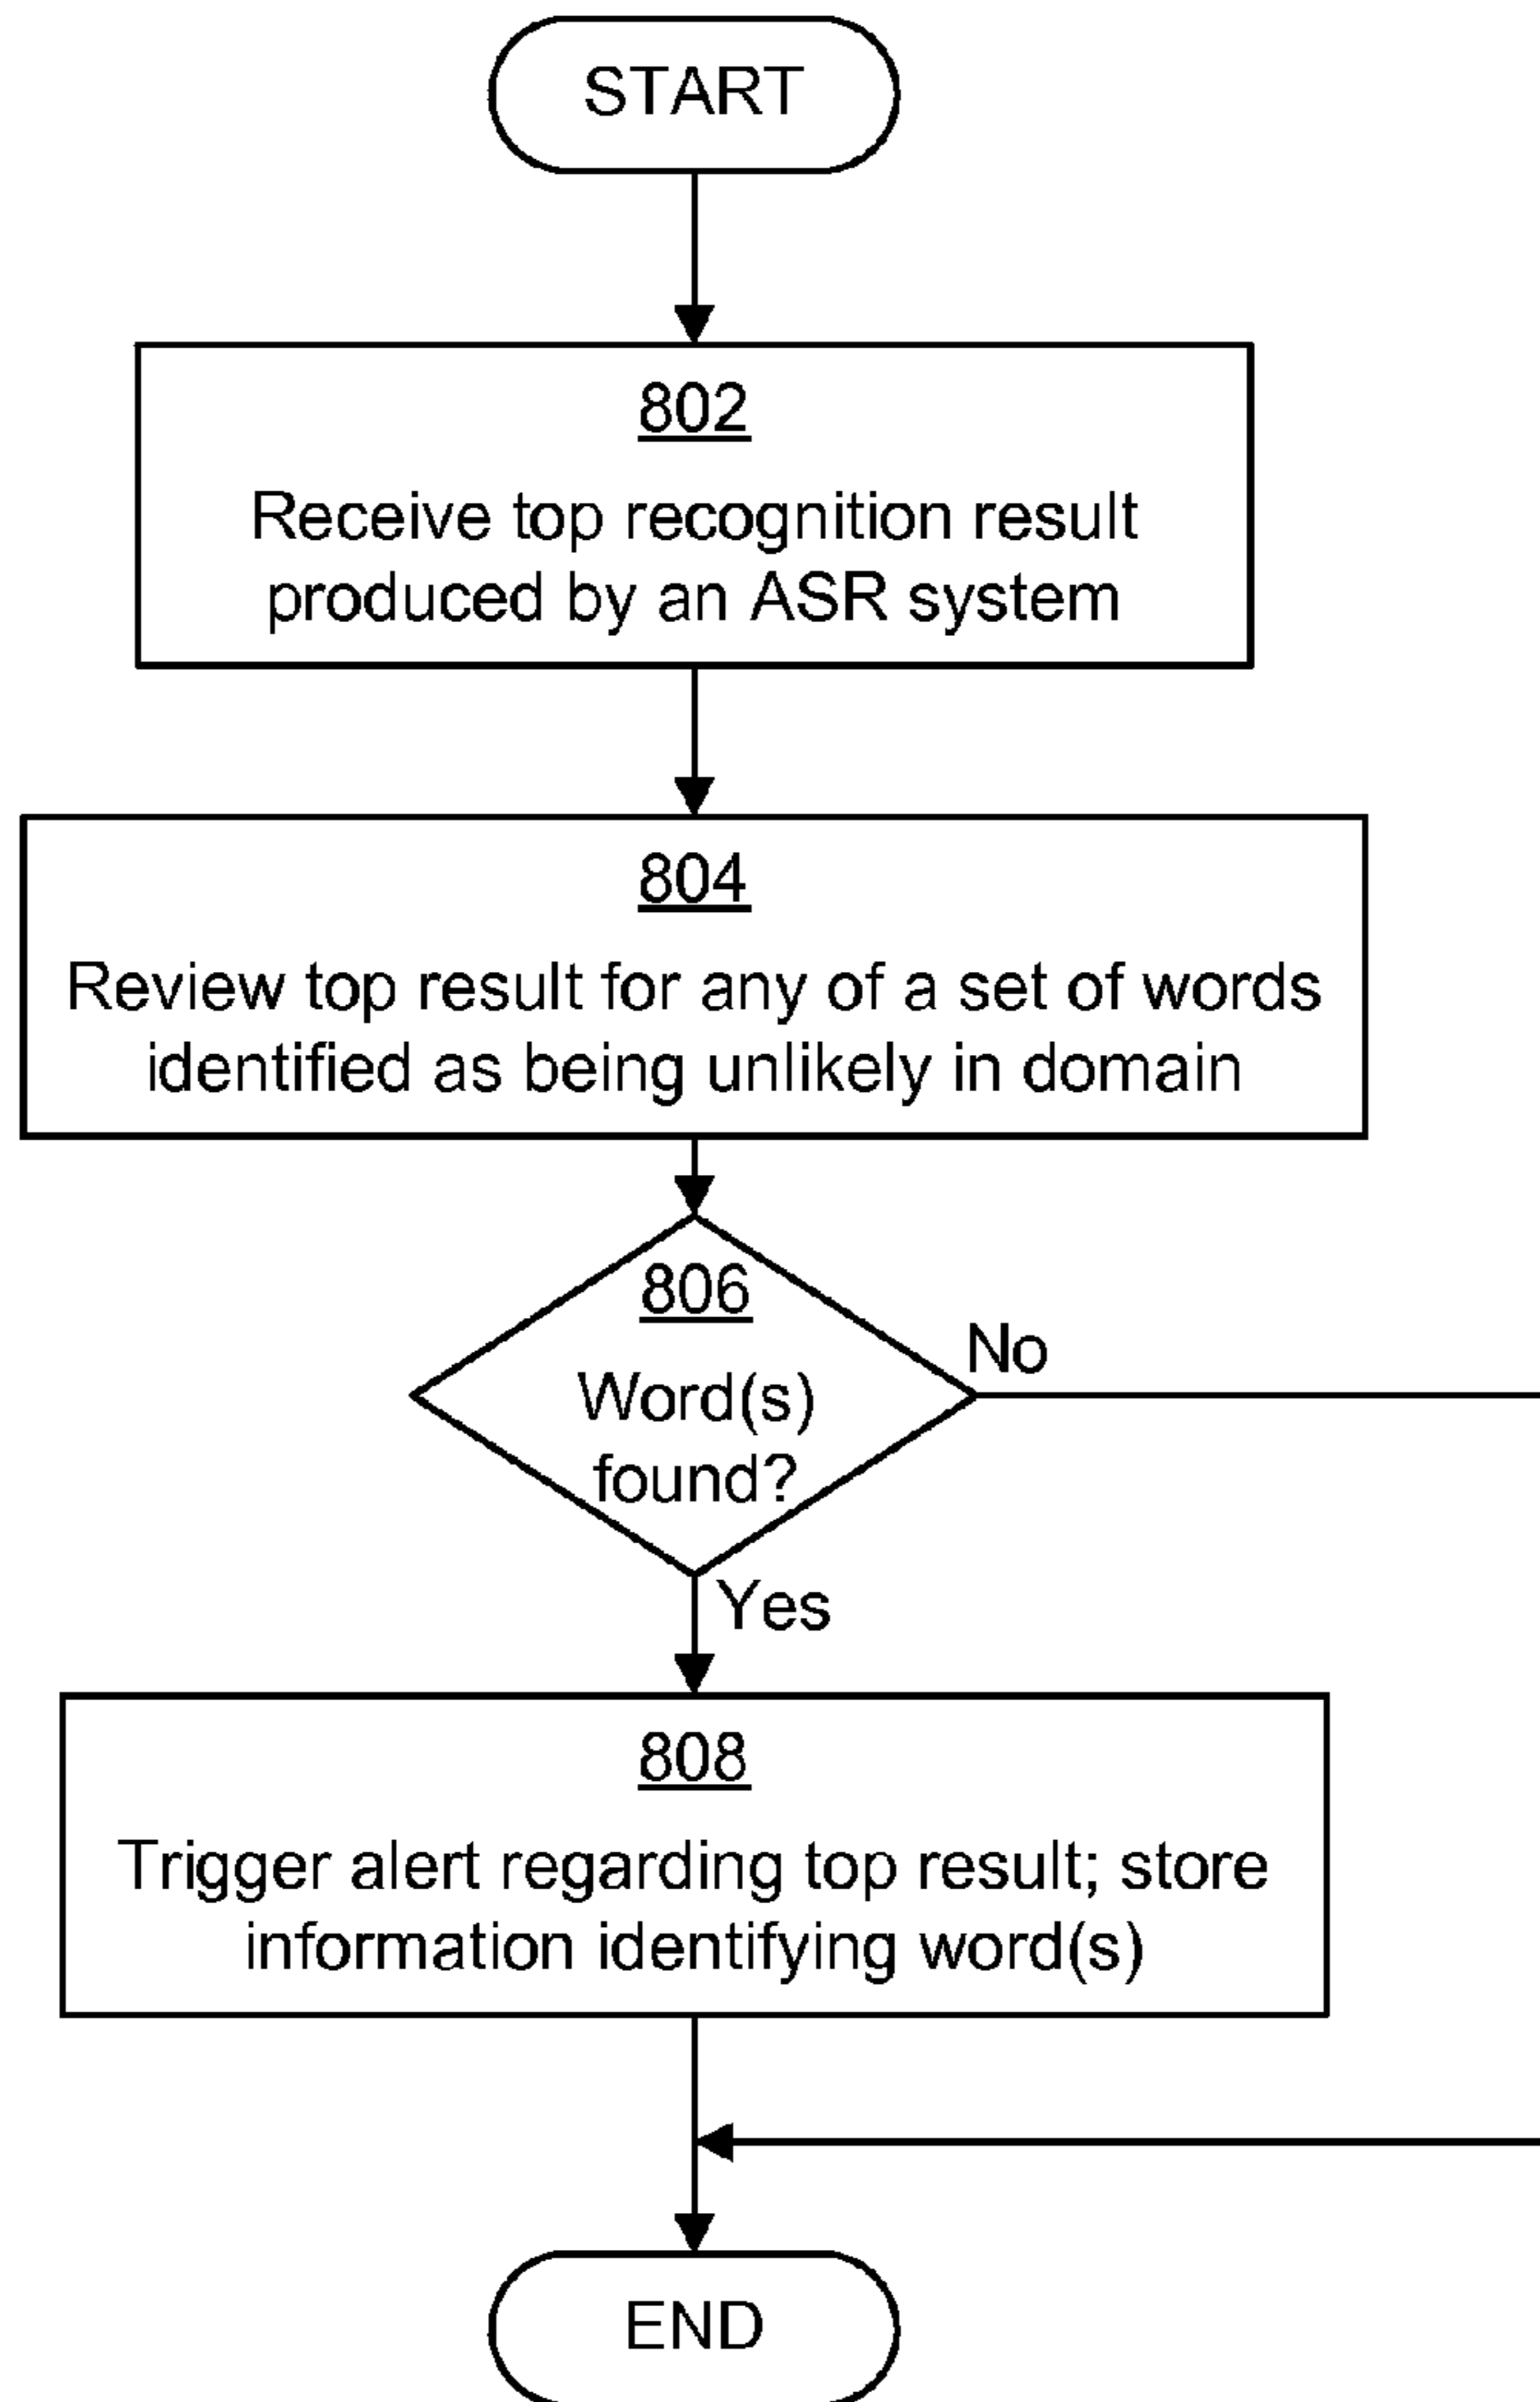 START
802
Receive top recognition result
produced by an ASR system
804
Review top result for any of a set of words
identified as being unlikely in domain
806
Word(s)
found?
No
Yes
808
Trigger alert regarding top result; store
information identifying word(s)
END